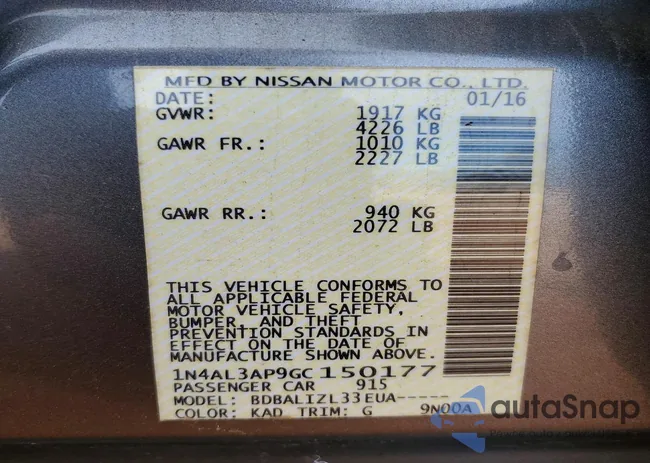 MFD BY NISSAN MOTOR CO., LTD.
DATE: 01/16
GVWR: 1917 KG
4226 LB
GAWR FR.: 1010 KG
2227 LB
GAWR RR.: 940 KG
2072 LB
THIS VEHICLE CONFORMS TO
ALL APPLICABLE FEDERAL
MOTOR VEHICLE SAFETY,
BUMPER, AND THEFT
PREVENTION STANDARDS IN
EFFECT ON THE DATE OF
MANUFACTURE SHOWN ABOVE.
1N4AL3AP9GC150177
PASSENGER CAR 915
MODEL: BDBALIZL33EUA-----
COLOR: KAD TRIM: G 9N00A
autaSnap